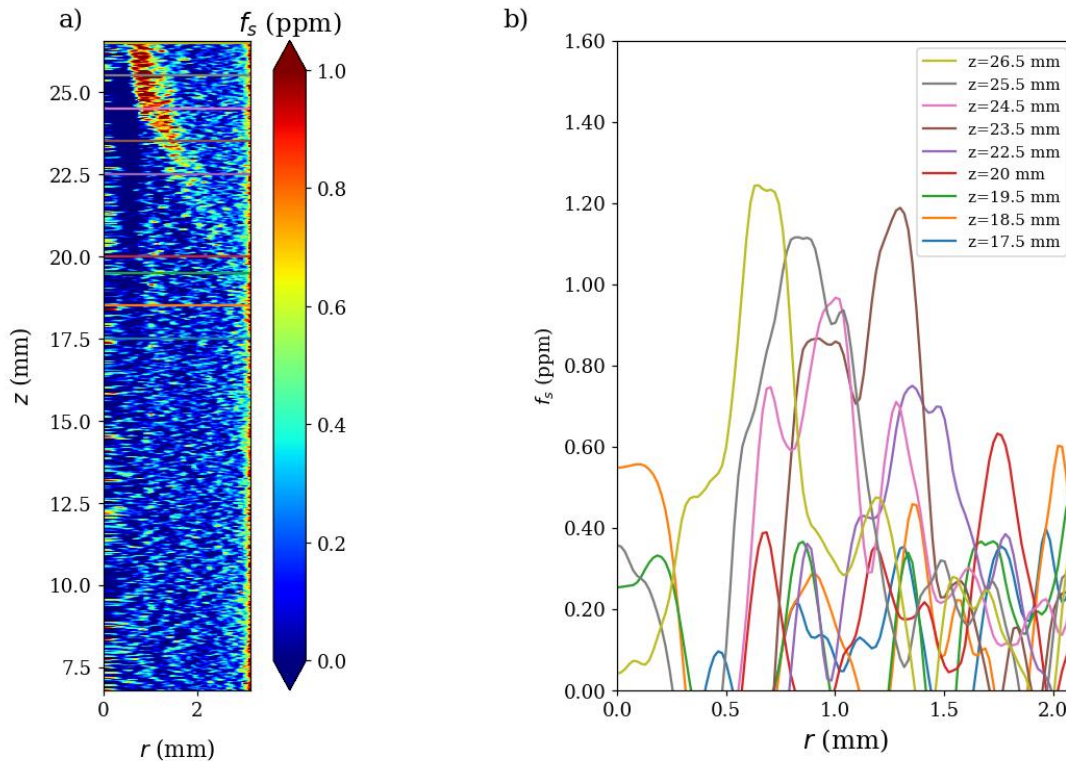 a)
f_s (ppm)
25.0
22.5
20.0
17.5
15.0
12.5
10.0
7.5
z (mm)
0
2
r (mm)
1.0
0.8
0.6
0.4
0.2
0.0
b)
1.60
1.40
1.20
1.00
0.80
0.60
0.40
0.20
0.00
f_s (ppm)
0.0
0.5
1.0
1.5
2.0
r (mm)
z=26.5 mm
z=25.5 mm
z=24.5 mm
z=23.5 mm
z=22.5 mm
z=20 mm
z=19.5 mm
z=18.5 mm
z=17.5 mm